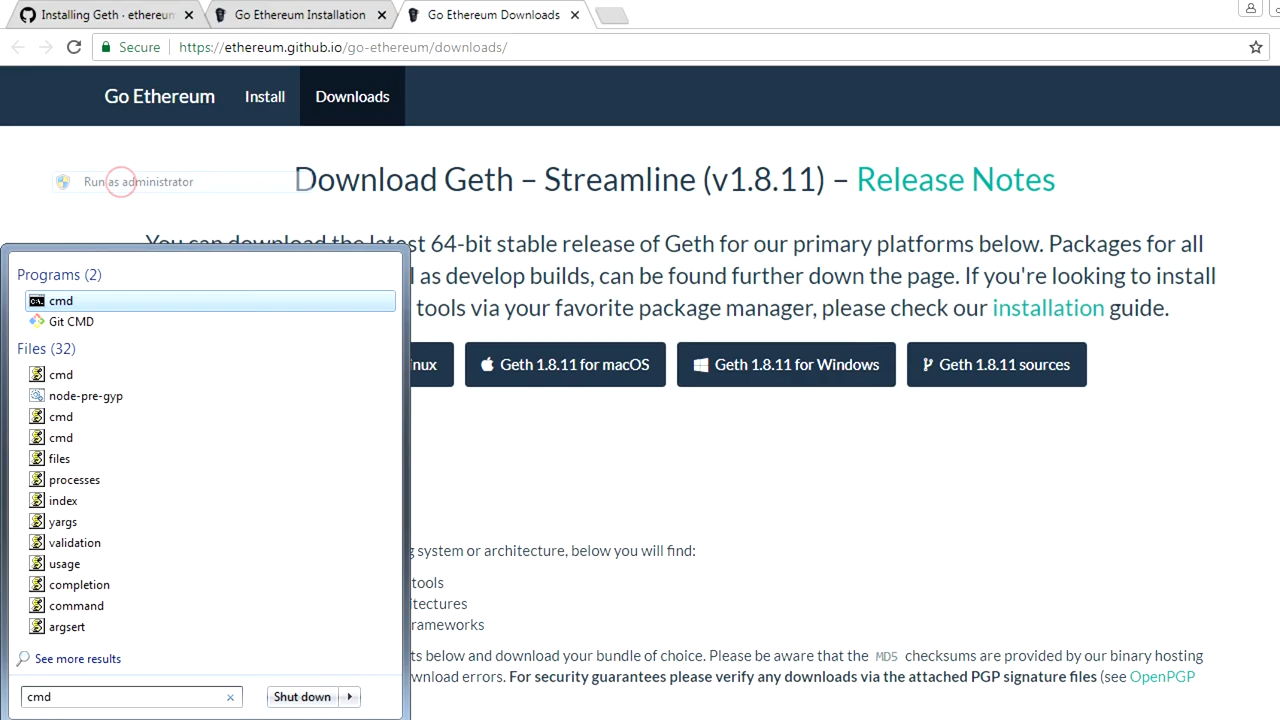 Installing Geth · ethereum
Go Ethereum Installation
Go Ethereum Downloads
Secure
https://ethereum.github.io/go-ethereum/downloads/
Go Ethereum
Install
Downloads
Run as administrator
Download Geth – Streamline (v1.8.11) – Release Notes
You can download the latest 64-bit stable release of Geth for our primary platforms below. Packages for all
as develop builds, can be found further down the page. If you're looking to install
tools via your favorite package manager, please check our installation guide.
Geth 1.8.11 for macOS
Geth 1.8.11 for Windows
Geth 1.8.11 sources
Programs (2)
cmd
Git CMD
Files (32)
cmd
node-pre-gyp
cmd
cmd
files
processes
index
yargs
validation
usage
completion
command
argsert
See more results
cmd
Shut down
system or architecture, below you will find:
tools
itectures
rameworks
ts below and download your bundle of choice. Please be aware that the MD5 checksums are provided by our binary hosting
wnload errors. For security guarantees please verify any downloads via the attached PGP signature files (see OpenPGP